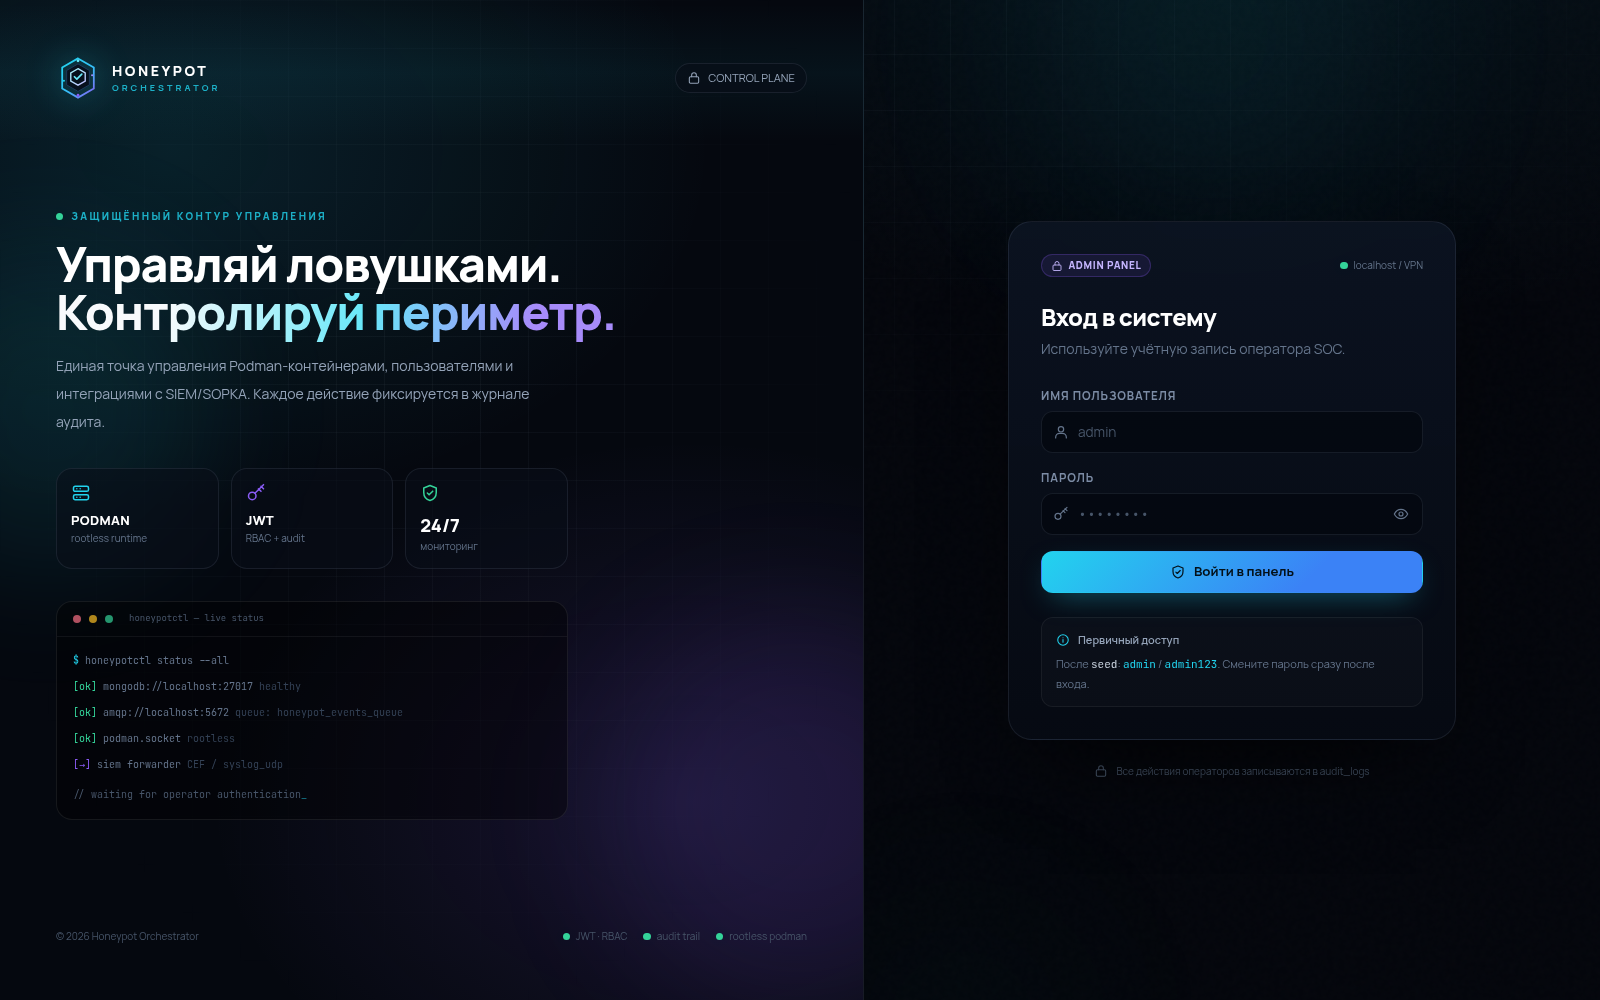 HONEYPOT
ORCHESTRATOR
CONTROL PLANE
ЗАЩИЩЁННЫЙ КОНТУР УПРАВЛЕНИЯ
Управляй ловушками.
Контролируй периметр.
Единая точка управления Podman-контейнерами, пользователями и
интеграциями с SIEM/SOPKA. Каждое действие фиксируется в журнале
аудита.
PODMAN
rootless runtime
JWT
RBAC + audit
24/7
мониторинг
honeypotctl — live status
$ honeypotctl status --all
[ok] mongodb://localhost:27017 healthy
[ok] amqp://localhost:5672 queue: honeypot_events_queue
[ok] podman.socket rootless
[→] siem forwarder CEF / syslog_udp
// waiting for operator authentication_
© 2026 Honeypot Orchestrator
JWT · RBAC
audit trail
rootless podman
ADMIN PANEL
localhost / VPN
Вход в систему
Используйте учётную запись оператора SOC.
ИМЯ ПОЛЬЗОВАТЕЛЯ
admin
ПАРОЛЬ
••••••••
Войти в панель
Первичный доступ
После seed: admin / admin123. Смените пароль сразу после
входа.
Все действия операторов записываются в audit_logs